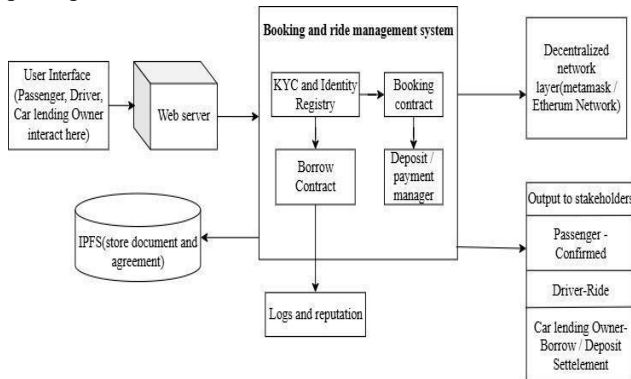 Booking and ride management system
User Interface
(Passenger, Driver,
Car lending Owner
interact here)
Web server
KYC and Identity
Registry
Booking
contract
Borrow
Contract
Deposit /
payment
manager
Decentralized
network
layer(metamask /
Etherum Network)
IPFS(store document and
agreement)
Logs and reputation
Output to stakeholders
Passenger -
Confirmed
Driver-Ride
Car lending Owner-
Borrow / Deposit
Settelement